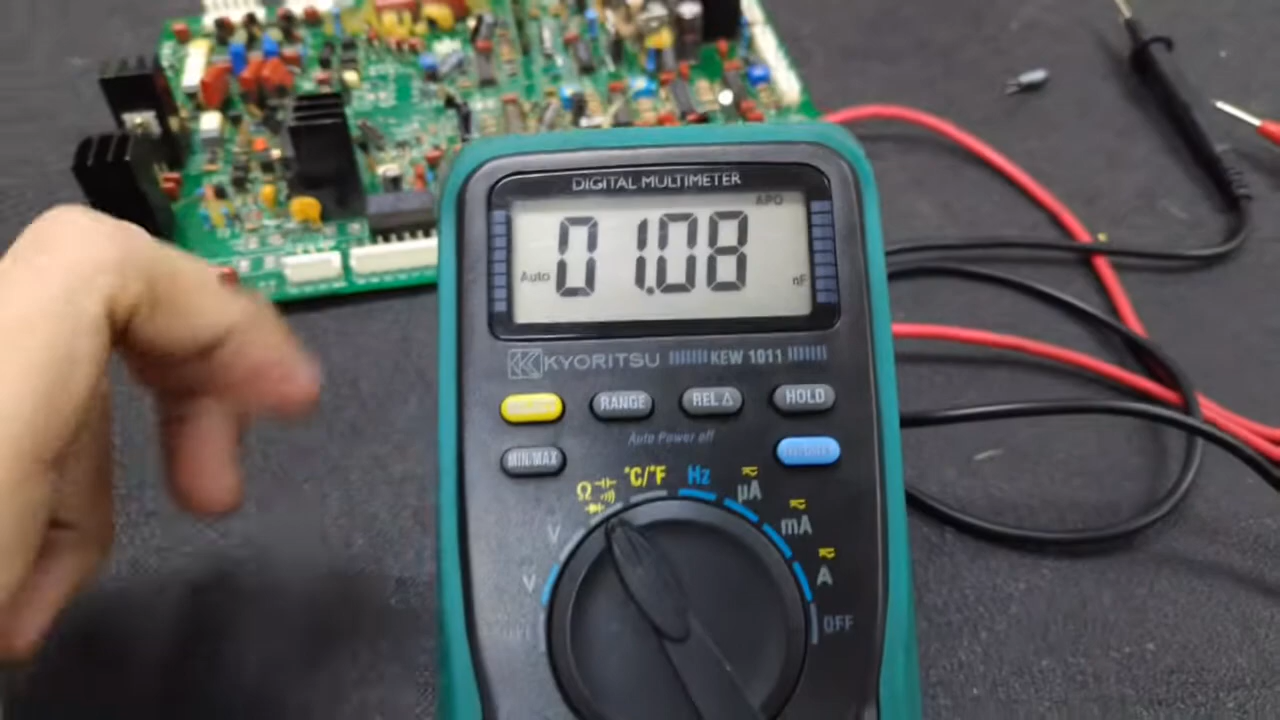 DIGITAL MULTIMETER
APO
Auto 01.08 nF
KYORITSU KEW 1011
RANGE REL Δ HOLD
Auto Power off
MIN/MAX
Ω °C/°F Hz µA
V mA
V A
OFF